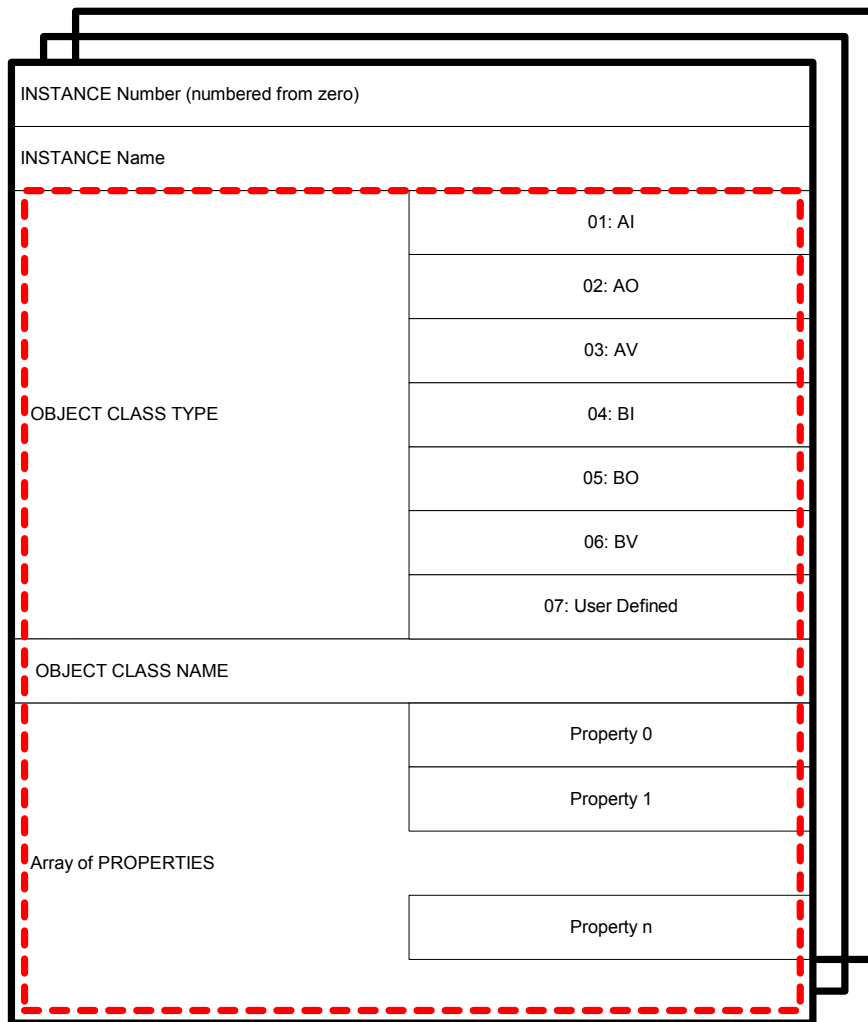 INSTANCE Number (numbered from zero)
INSTANCE Name
OBJECT CLASS TYPE
01: AI
02: AO
03: AV
04: BI
05: BO
06: BV
07: User Defined
OBJECT CLASS NAME
Array of PROPERTIES
Property 0
Property 1
Property n